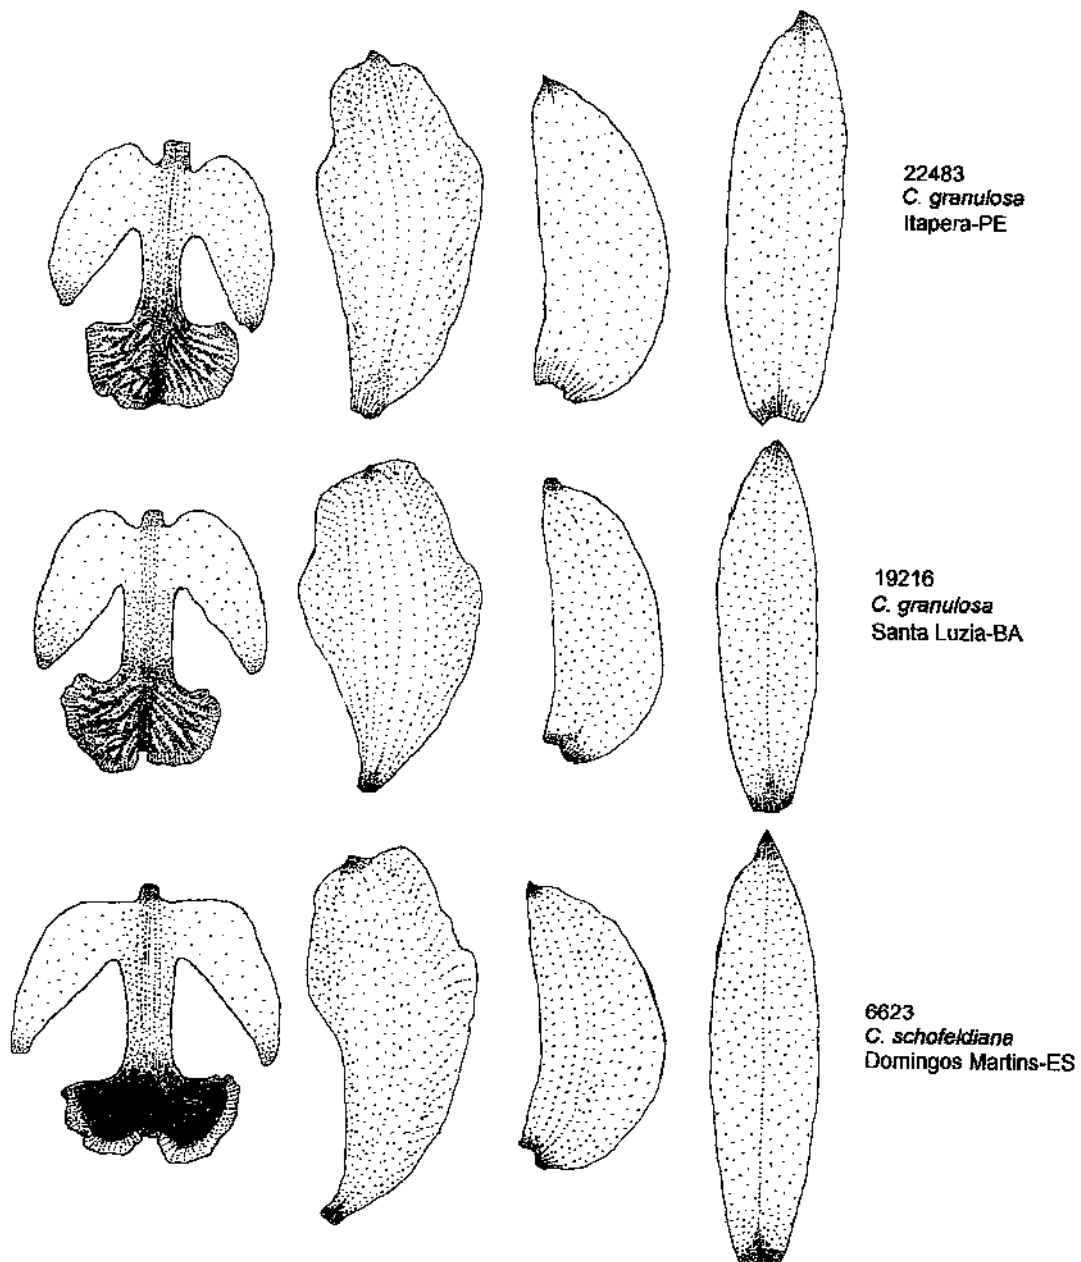 22483
C. granulosa
Itapera-PE
19216
C. granulosa
Santa Luzia-BA
6623
C. schofeldiana
Domingos Martins-ES